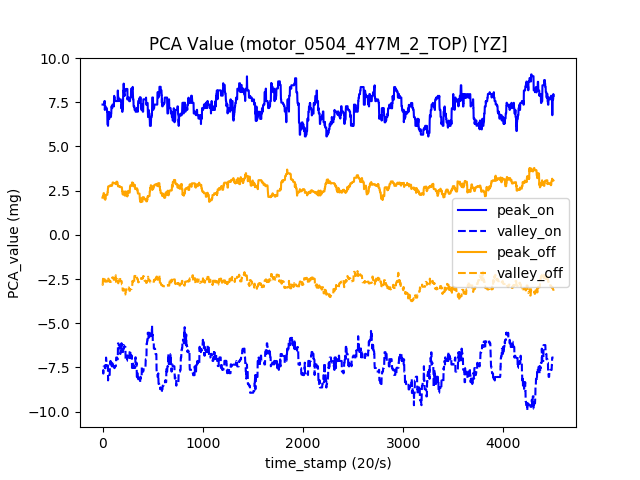 PCA Value (motor_0504_4Y7M_2_TOP) [YZ]
PCA_value (mg)
10.0
7.5
5.0
2.5
0.0
−2.5
−5.0
−7.5
−10.0
peak_on
valley_on
peak_off
valley_off
0 1000 2000 3000 4000
time_stamp (20/s)